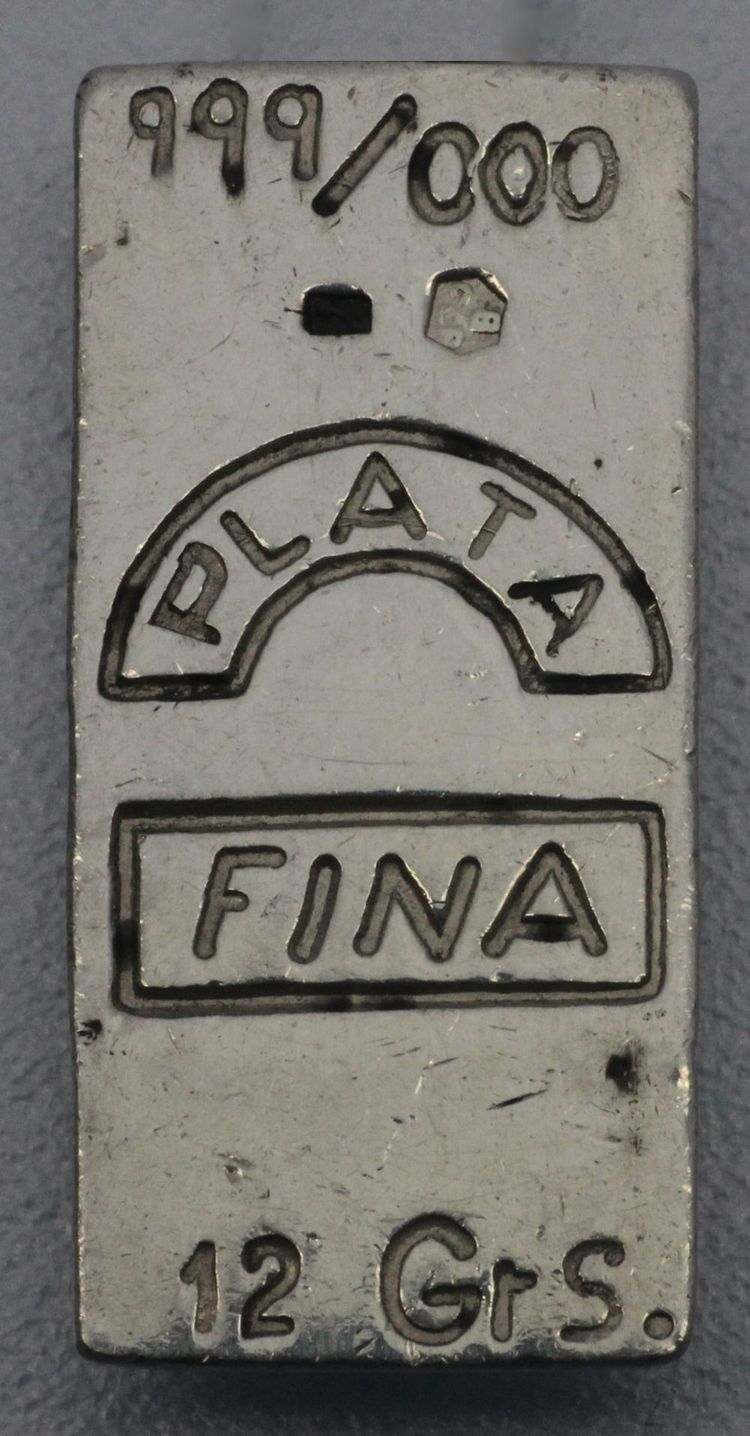 999/000
PLATA
FINA
12 GrS.